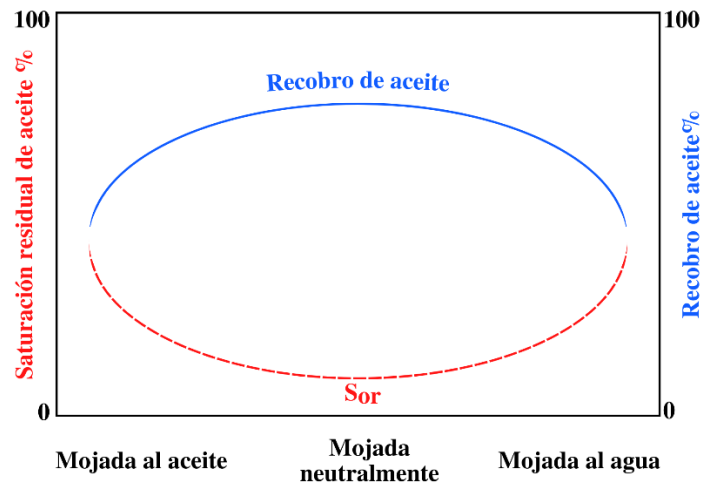 100
100
Saturación residual de aceite %
Recobro de aceite
Recobro de aceite%
Sor
0
0
Mojada al aceite
Mojada
neutralmente
Mojada al agua